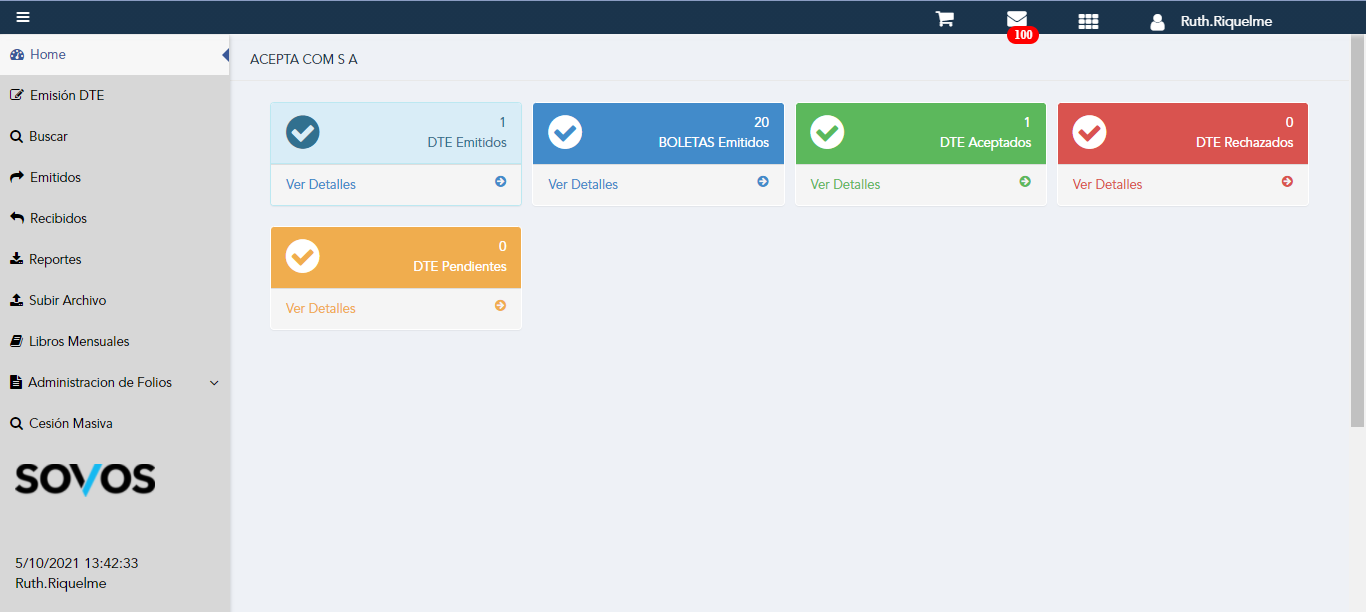 Ruth.Riquelme
100
Home
ACEPTA COM S A
Emisión DTE
Buscar
Emitidos
Recibidos
Reportes
Subir Archivo
Libros Mensuales
Administracion de Folios
Cesión Masiva
SOVOS
5/10/2021 13:42:33
Ruth.Riquelme
1
DTE Emitidos
Ver Detalles
20
BOLETAS Emitidos
Ver Detalles
1
DTE Aceptados
Ver Detalles
0
DTE Rechazados
Ver Detalles
0
DTE Pendientes
Ver Detalles